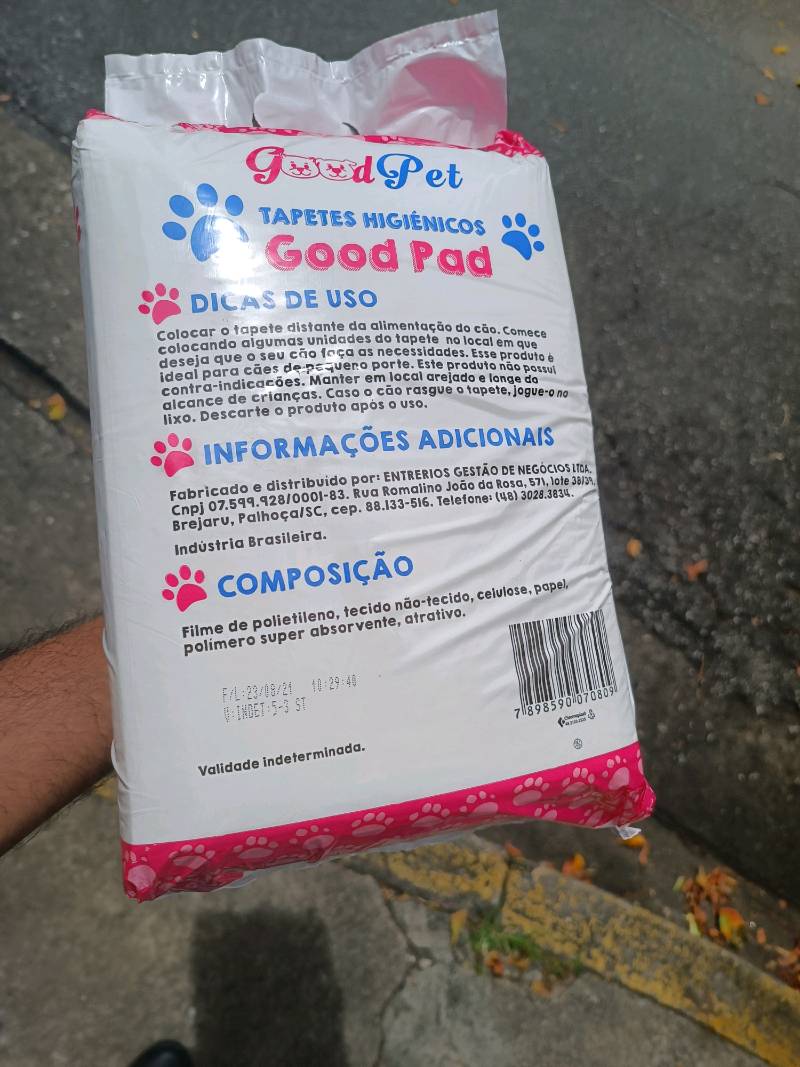 GoodPet
TAPETES HIGIÊNICOS
Good Pad
DICAS DE USO
Colocar o tapete distante da alimentação do cão. Comece
colocando algumas unidades do tapete no local em que
deseja que o seu cão faça as necessidades. Esse produto é
ideal para cães de pequeno porte. Este produto não possui
contra-indicações. Manter em local arejado e longe do
alcance de crianças. Caso o cão rasgue o tapete, jogue-o no
lixo. Descarte o produto após o uso.
INFORMAÇÕES ADICIONAIS
Fabricado e distribuido por: ENTRERIOS GESTÃO DE NEGÓCIOS LTDA.
Cnpj 07.599.928/0001-83. Rua Romalino João da Rosa, 571, lote 38/39.
Brejaru, Palhoça/SC, cep. 88.133-516. Telefone: (48) 3028.3834.
Indústria Brasileira.
COMPOSIÇÃO
Filme de polietileno, tecido não-tecido, celulose, papel,
polímero super absorvente, atrativo.
F/L:23/08/21 10:29:40
V:INDET:5-3 ST
7 898590 070809
Validade indeterminada.